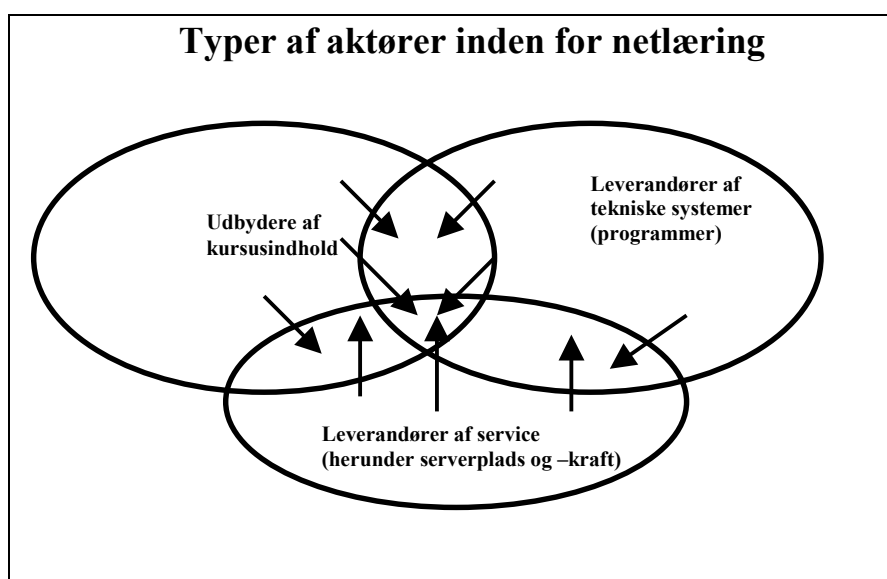 Typer af aktører inden for netlæring
Udbydere af
kursusindhold
Leverandører af
tekniske systemer
(programmer)
Leverandører af service
(herunder serverplads og –kraft)